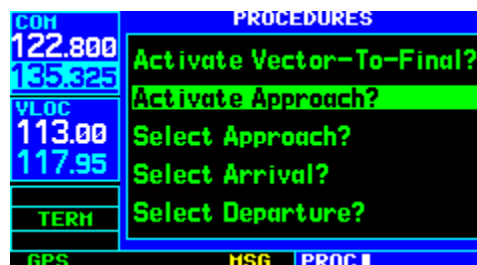 COM
122.800
135.325
VLOC
113.00
117.95
TERM
GPS
PROCEDURES
Activate Vector-To-Final?
Activate Approach?
Select Approach?
Select Arrival?
Select Departure?
MSG
PROC